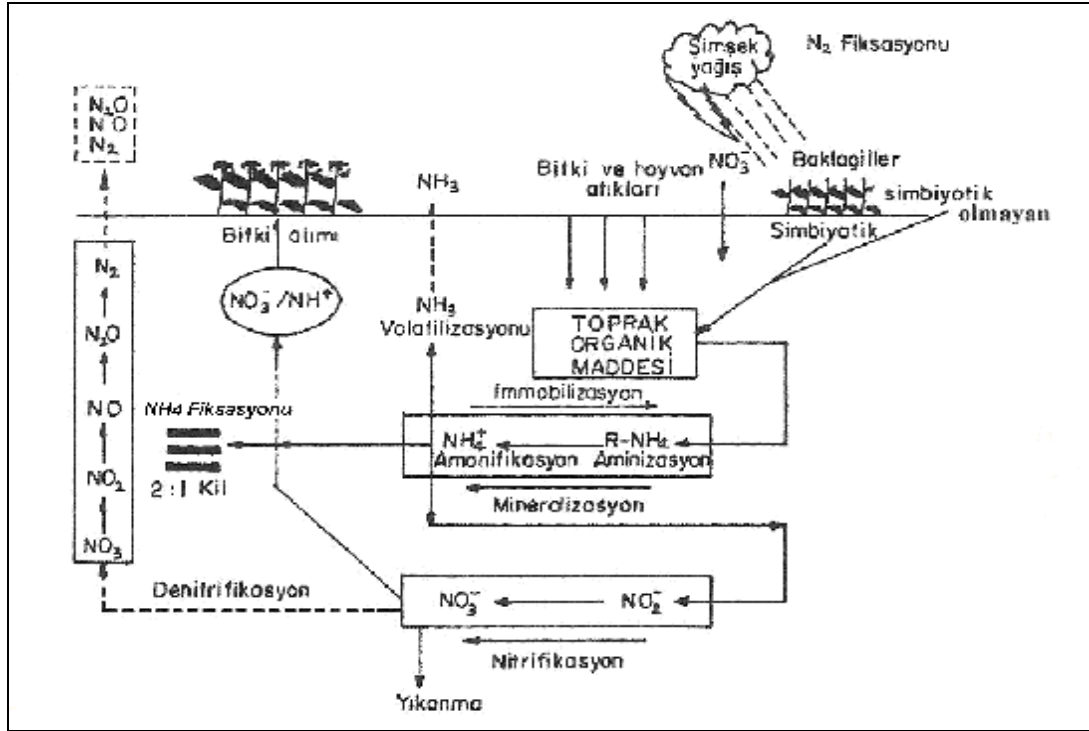 Şimşek
yağış
N₂ Fiksasyonu
N₂O
NO
N₂
NH₃
Bitki ve hayvan
atıkları
NO₃⁻
Baklagiller
simbiyotik
olmayan
Simbiyotik
Bitki alımı
N₂
N₂O
NO
NO₂
NO₃
NO₃⁻/NH⁺
NH₃
Volatilizasyonu
TOPRAK
ORGANİK
MADDESİ
İmmobilizasyon
NH4 Fiksasyonu
2:1 Kil
NH₄⁺
Amonifikasyon
R-NH₂
Aminizasyon
Mineralizasyon
Denitrifikasyon
NO₃⁻
NO₂⁻
Nitrifikasyon
Yıkanma